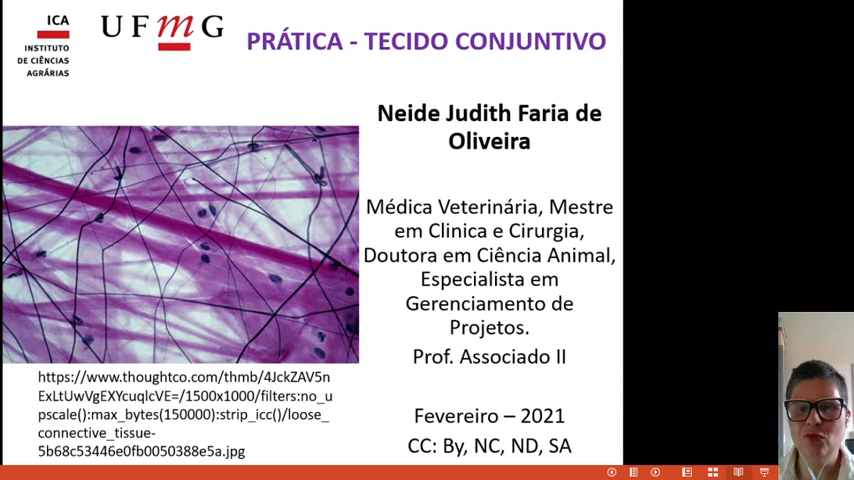 ICA
INSTITUTO
DE CIÊNCIAS
AGRÁRIAS
UFmG
PRÁTICA - TECIDO CONJUNTIVO
Neide Judith Faria de
Oliveira
Médica Veterinária, Mestre
em Clinica e Cirurgia,
Doutora em Ciência Animal,
Especialista em
Gerenciamento de
Projetos.
Prof. Associado II
Fevereiro – 2021
CC: By, NC, ND, SA
https://www.thoughtco.com/thmb/4JckZAV5n
ExLtUwVgEXYcuqlcVE=/1500x1000/filters:no_u
pscale():max_bytes(150000):strip_icc()/loose_
connective_tissue-
5b68c53446e0fb0050388e5a.jpg